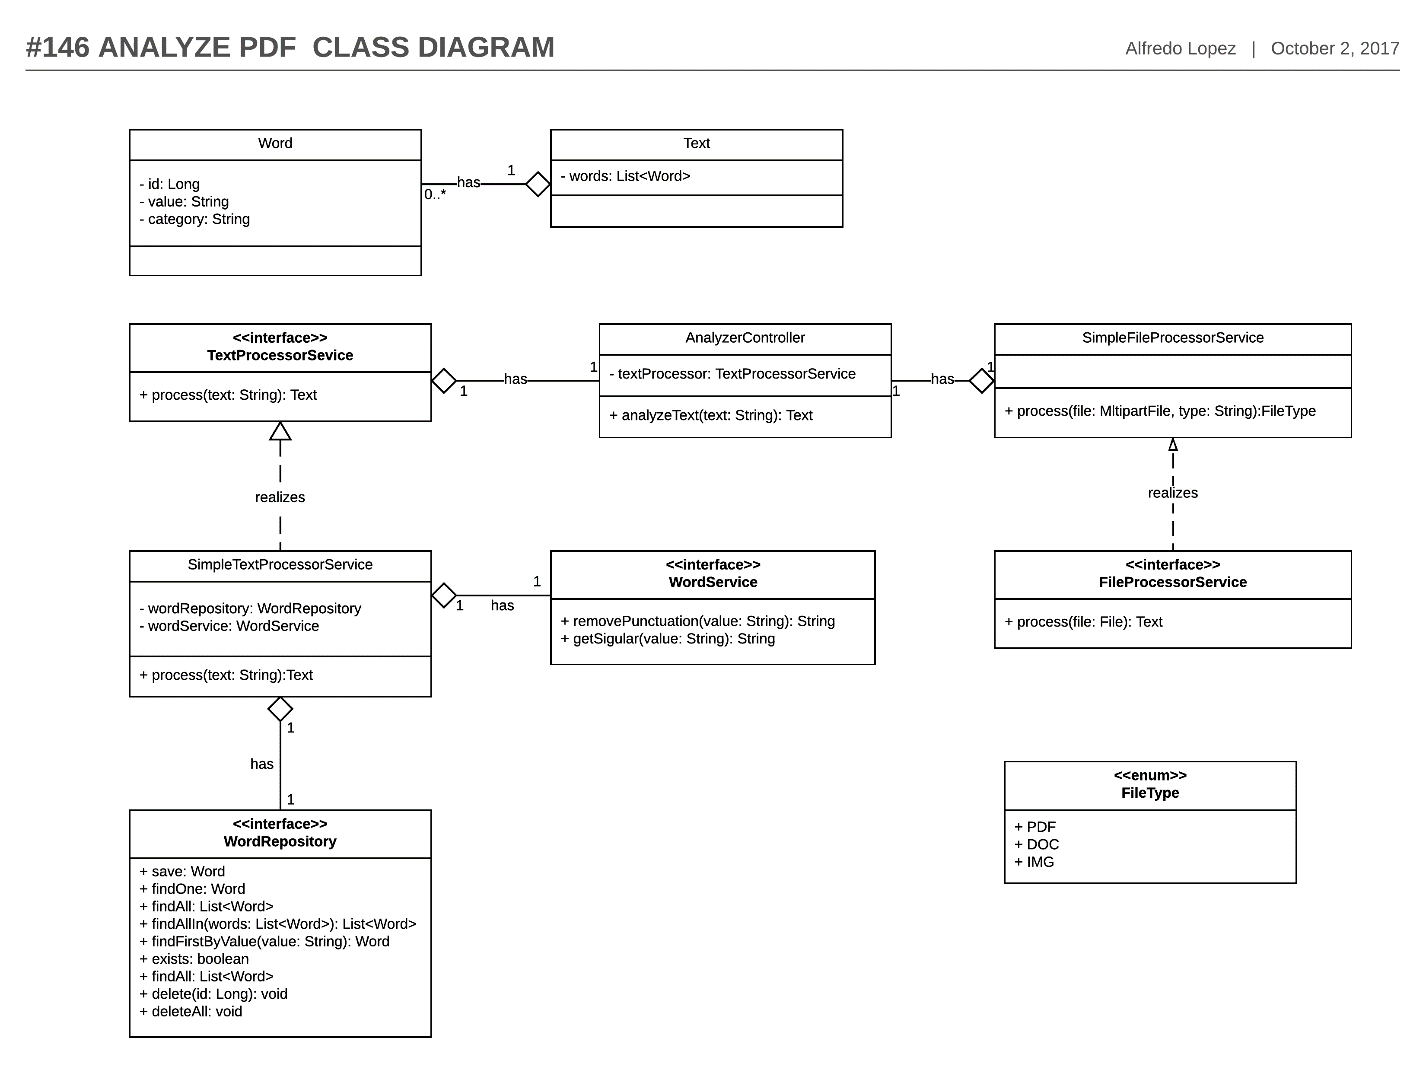 #146 ANALYZE PDF  CLASS DIAGRAM
Alfredo Lopez   |   October 2, 2017
Word
- id: Long
- value: String
- category: String
0..*
has
1
Text
- words: List<Word>
<<interface>>
TextProcessorSevice
+ process(text: String): Text
1
has
1
AnalyzerController
- textProcessor: TextProcessorService
+ analyzeText(text: String): Text
1
has
1
SimpleFileProcessorService
+ process(file: MltipartFile, type: String):FileType
realizes
realizes
SimpleTextProcessorService
- wordRepository: WordRepository
- wordService: WordService
+ process(text: String):Text
1
has
1
<<interface>>
WordService
+ removePunctuation(value: String): String
+ getSigular(value: String): String
<<interface>>
FileProcessorService
+ process(file: File): Text
1
has
1
<<interface>>
WordRepository
+ save: Word
+ findOne: Word
+ findAll: List<Word>
+ findAllIn(words: List<Word>): List<Word>
+ findFirstByValue(value: String): Word
+ exists: boolean
+ findAll: List<Word>
+ delete(id: Long): void
+ deleteAll: void
<<enum>>
FileType
+ PDF
+ DOC
+ IMG